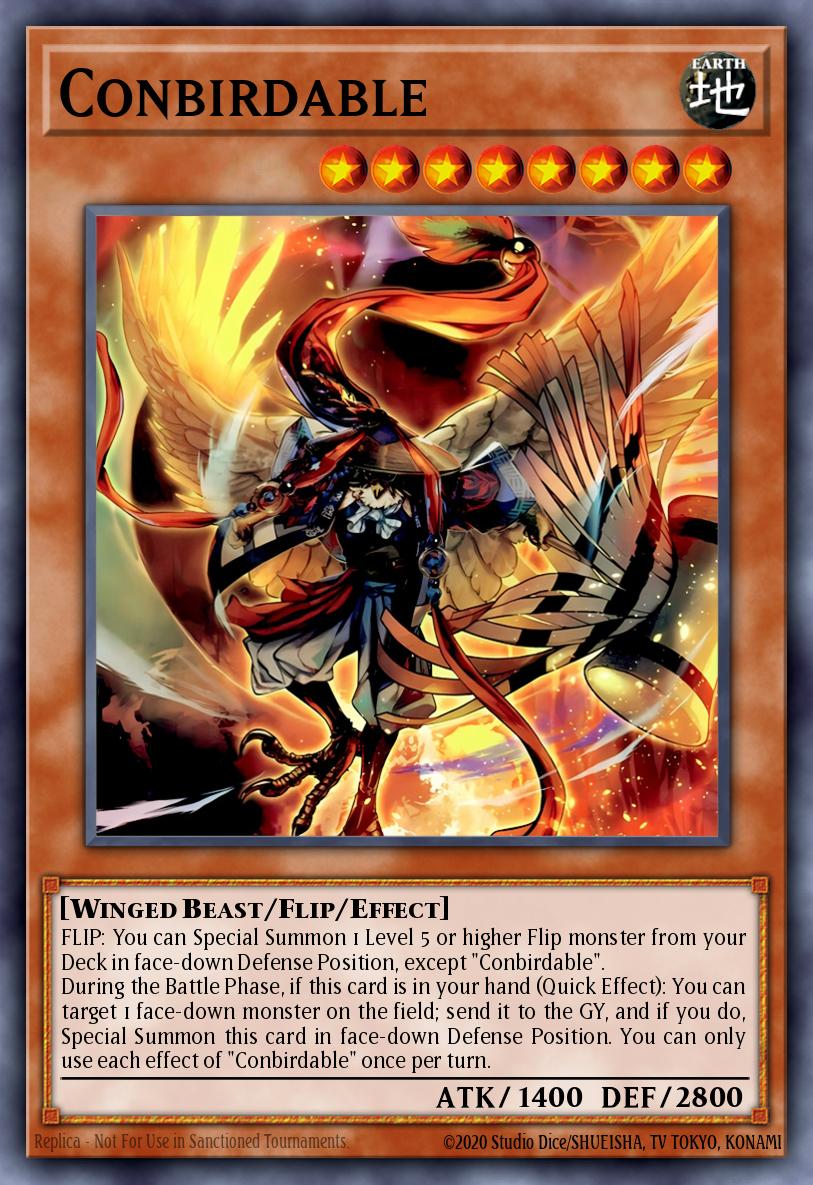 CONBIRDABLE
EARTH
地
[WINGED BEAST/FLIP/EFFECT]
FLIP: You can Special Summon 1 Level 5 or higher Flip monster from your
Deck in face-down Defense Position, except "Conbirdable".
During the Battle Phase, if this card is in your hand (Quick Effect): You can
target 1 face-down monster on the field; send it to the GY, and if you do,
Special Summon this card in face-down Defense Position. You can only
use each effect of "Conbirdable" once per turn.
ATK/1400 DEF/2800
Replica - Not For Use in Sanctioned Tournaments.
©2020 Studio Dice/SHUEISHA, TV TOKYO, KONAMI